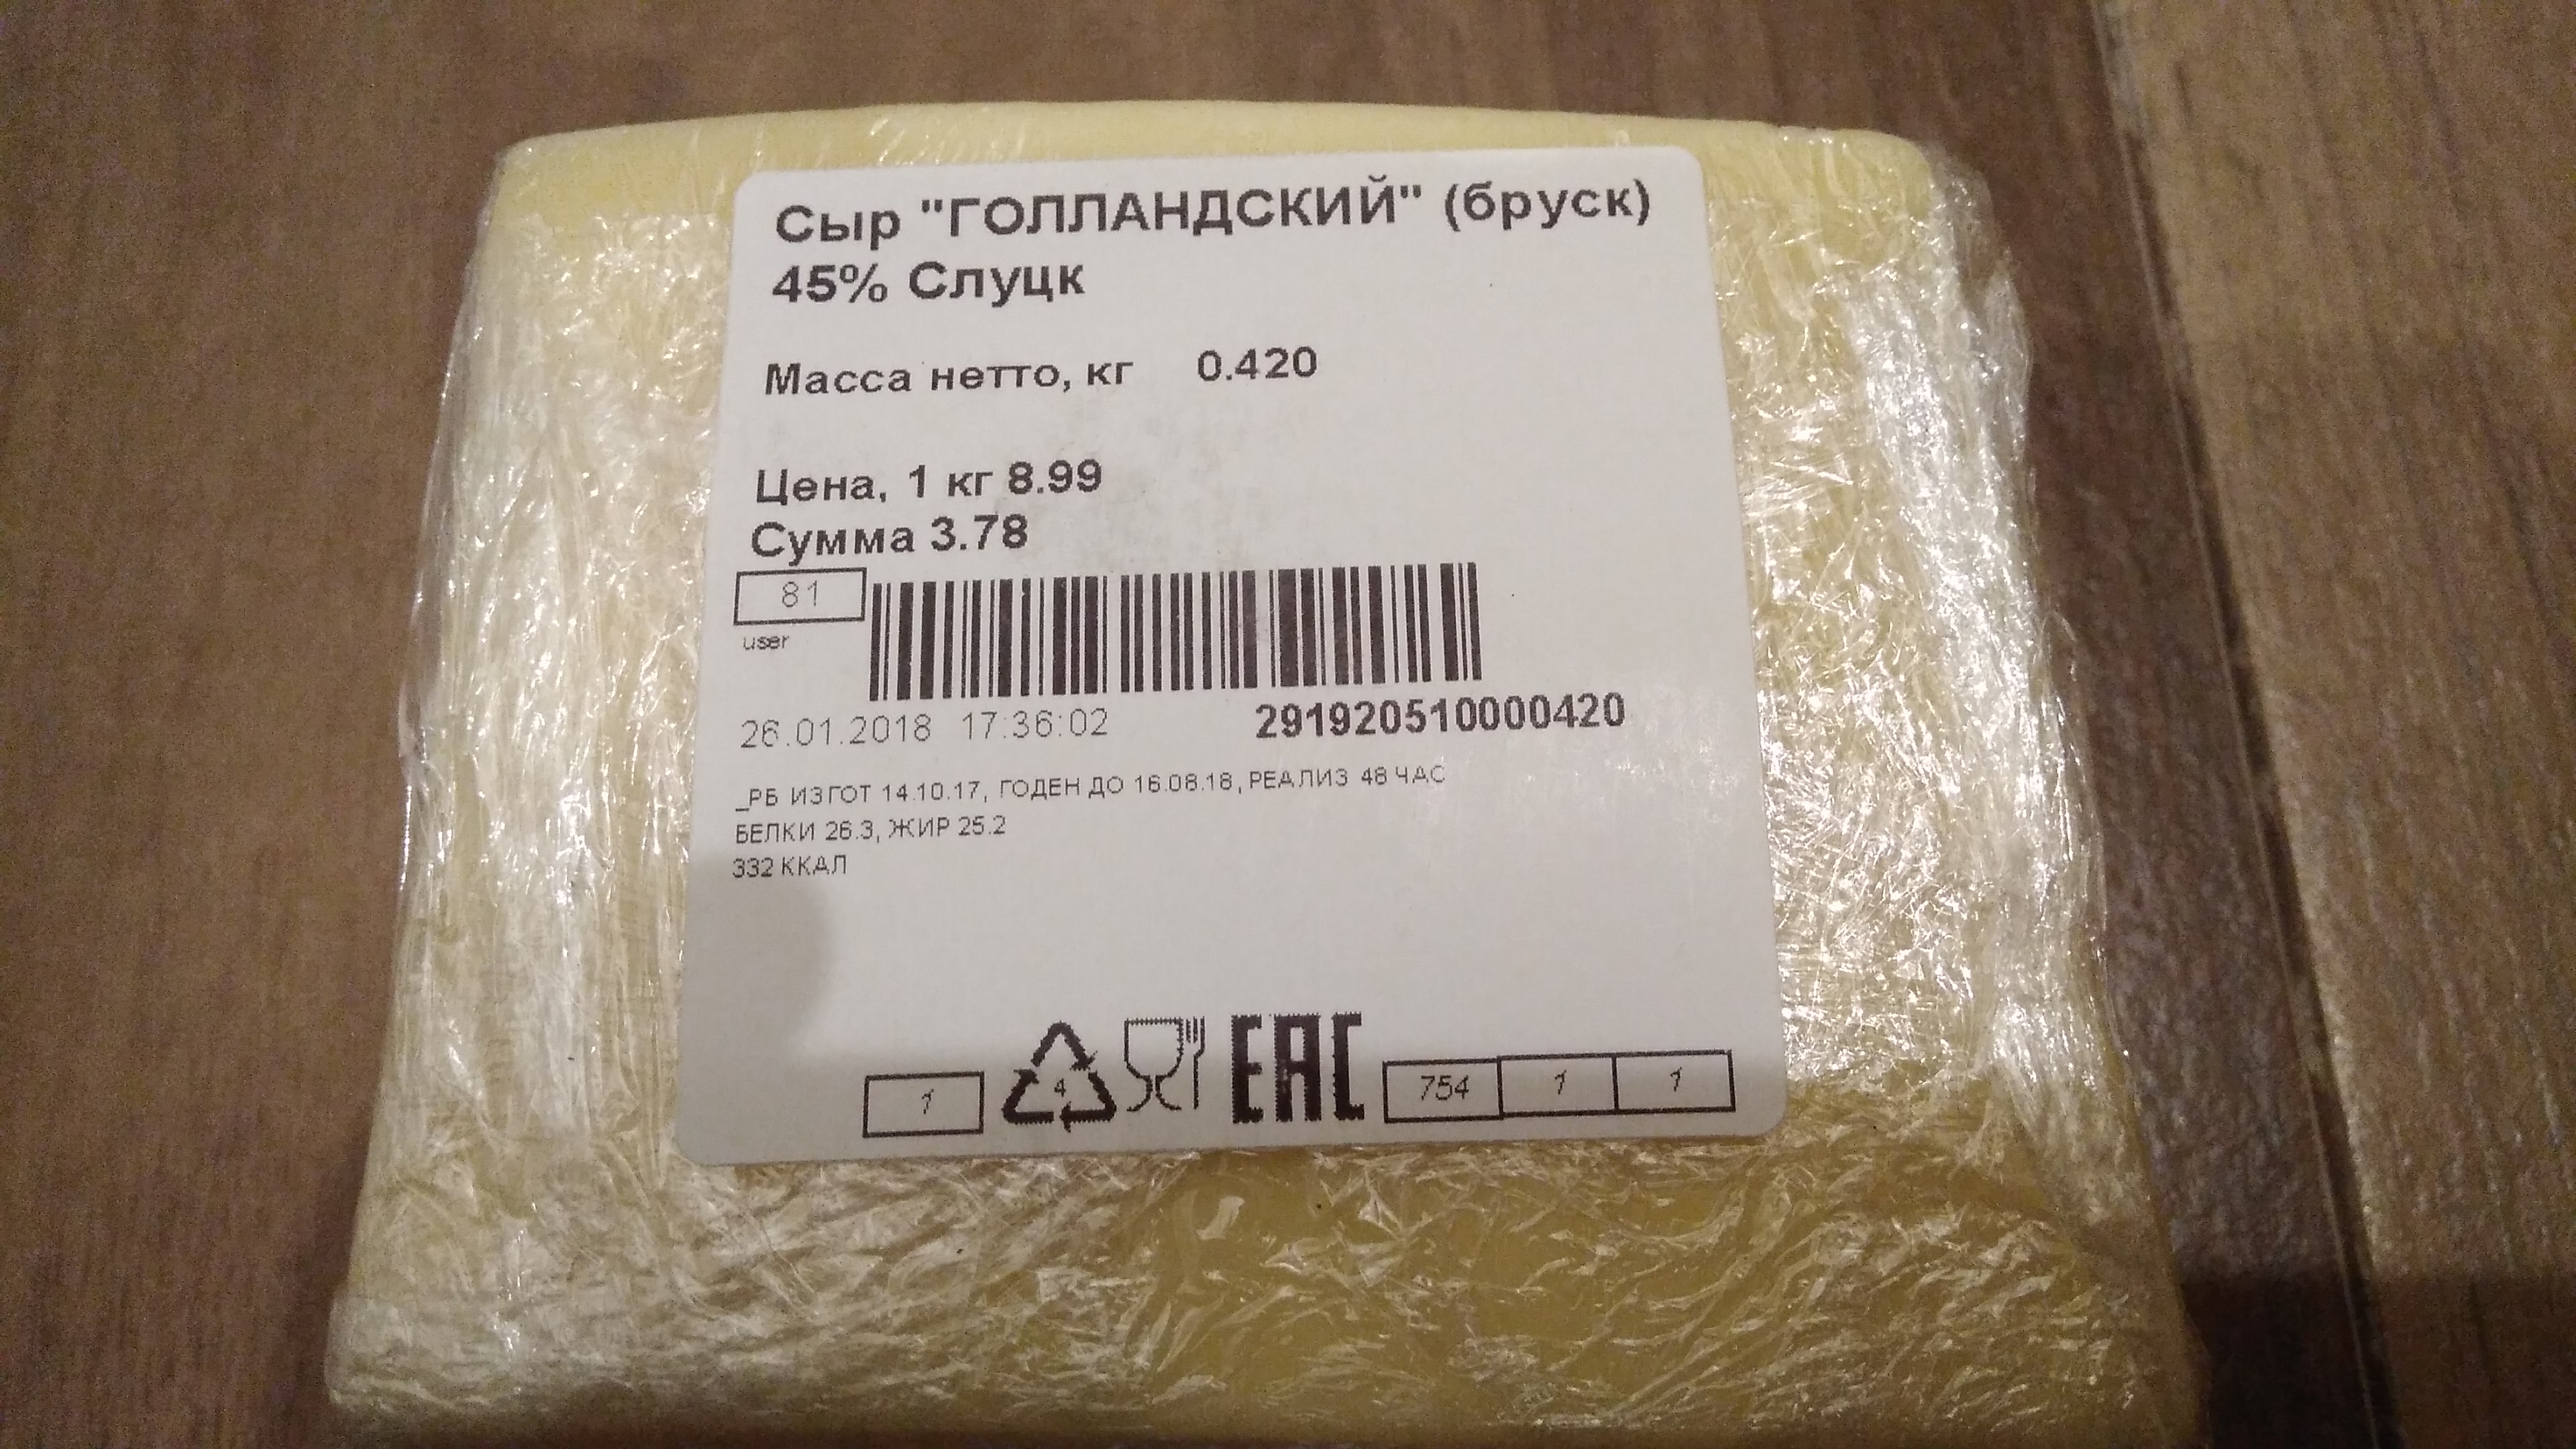 Сыр "ГОЛЛАНДСКИЙ" (бруск)
45% Слуцк
Масса нетто, кг 0.420
Цена, 1 кг 8.99
Сумма 3.78
81
user
26.01.2018 17:36:02 291920510000420
_РБ ИЗГОТ 14.10.17, ГОДЕН ДО 16.08.18, РЕАЛИЗ 48 ЧАС
БЕЛКИ 26.3, ЖИР 25.2
332 ККАЛ
1 4 EAC 754 1 1